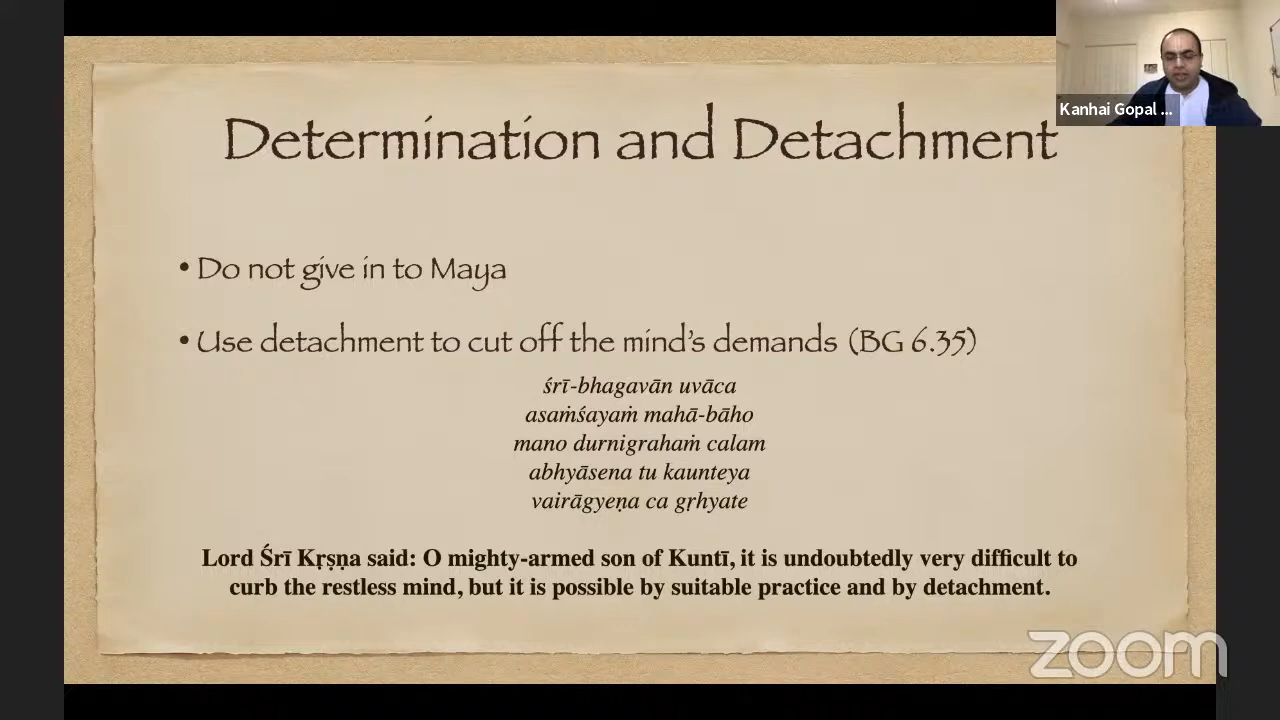 Determination and Detachment
Kanhai Gopal ...
• Do not give in to Maya
• Use detachment to cut off the mind’s demands (BG 6.35)
śrī-bhagavān uvāca
asaṁśayaṁ mahā-bāho
mano durnigrahaṁ calam
abhyāsena tu kaunteya
vairāgyeṇa ca gṛhyate
Lord Śrī Kṛṣṇa said: O mighty-armed son of Kuntī, it is undoubtedly very difficult to
curb the restless mind, but it is possible by suitable practice and by detachment.
zoom